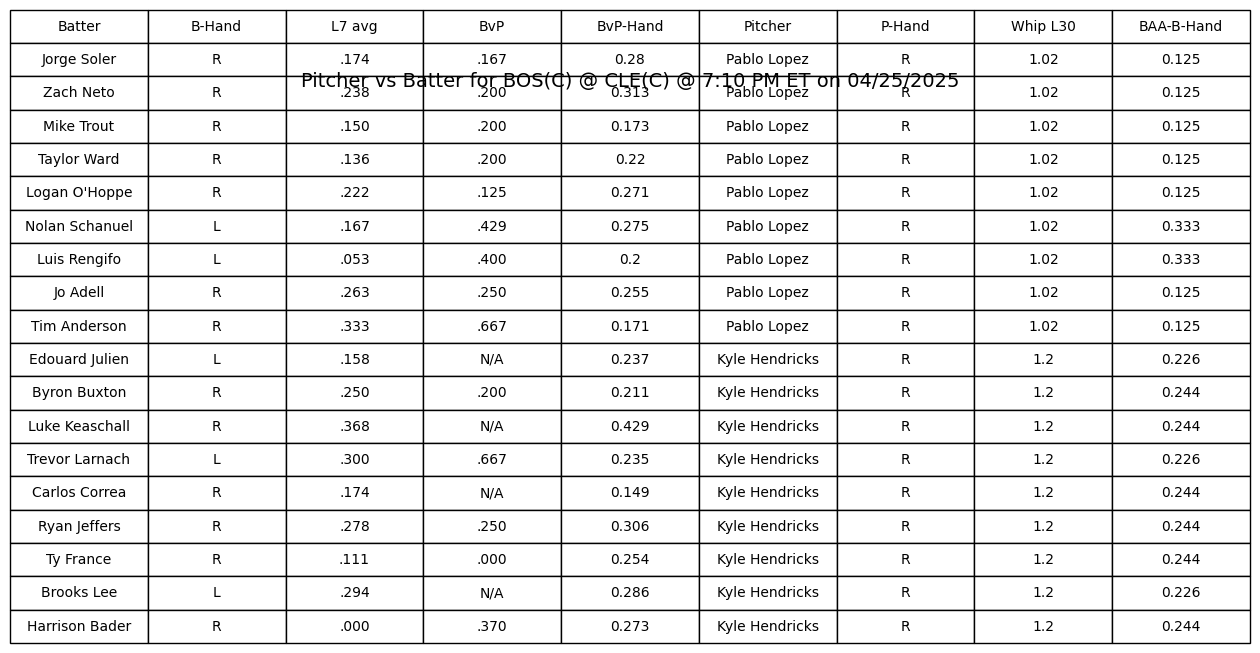 Batter B-Hand L7 avg BvP BvP-Hand Pitcher P-Hand Whip L30 BAA-B-Hand
Jorge Soler R .174 .167 0.28 Pablo Lopez R 1.02 0.125
Pitcher vs Batter for BOS(C) @ CLE(C) @ 7:10 PM ET on 04/25/2025
Zach Neto R .238 .200 0.313 Pablo Lopez R 1.02 0.125
Mike Trout R .150 .200 0.173 Pablo Lopez R 1.02 0.125
Taylor Ward R .136 .200 0.22 Pablo Lopez R 1.02 0.125
Logan O'Hoppe R .222 .125 0.271 Pablo Lopez R 1.02 0.125
Nolan Schanuel L .167 .429 0.275 Pablo Lopez R 1.02 0.333
Luis Rengifo L .053 .400 0.2 Pablo Lopez R 1.02 0.333
Jo Adell R .263 .250 0.255 Pablo Lopez R 1.02 0.125
Tim Anderson R .333 .667 0.171 Pablo Lopez R 1.02 0.125
Edouard Julien L .158 N/A 0.237 Kyle Hendricks R 1.2 0.226
Byron Buxton R .250 .200 0.211 Kyle Hendricks R 1.2 0.244
Luke Keaschall R .368 N/A 0.429 Kyle Hendricks R 1.2 0.244
Trevor Larnach L .300 .667 0.235 Kyle Hendricks R 1.2 0.226
Carlos Correa R .174 N/A 0.149 Kyle Hendricks R 1.2 0.244
Ryan Jeffers R .278 .250 0.306 Kyle Hendricks R 1.2 0.244
Ty France R .111 .000 0.254 Kyle Hendricks R 1.2 0.244
Brooks Lee L .294 N/A 0.286 Kyle Hendricks R 1.2 0.226
Harrison Bader R .000 .370 0.273 Kyle Hendricks R 1.2 0.244